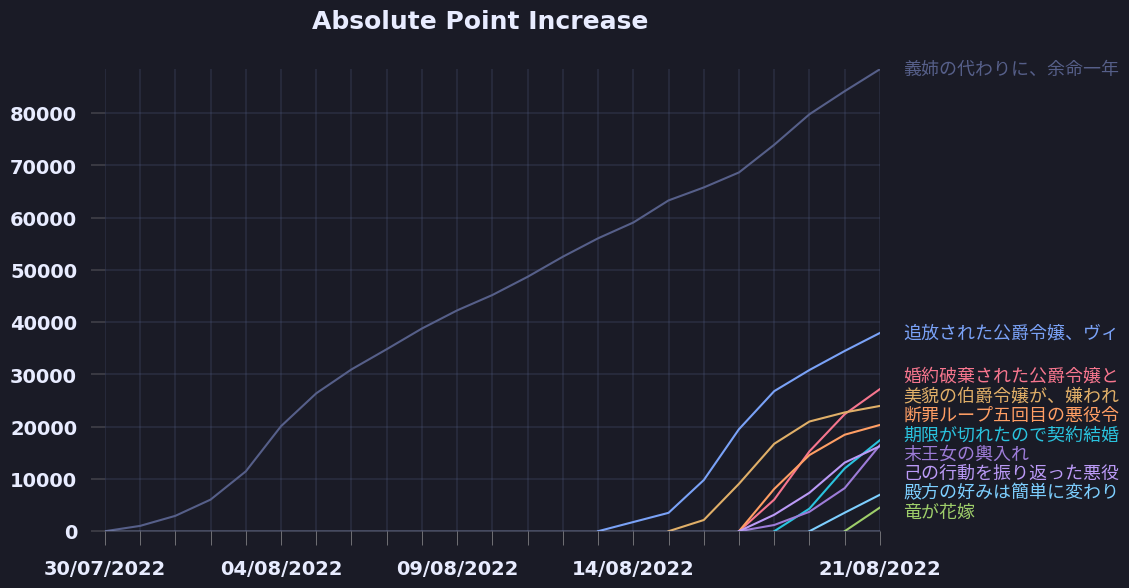 Absolute Point Increase
80000
70000
60000
50000
40000
30000
20000
10000
0
30/07/2022
04/08/2022
09/08/2022
14/08/2022
21/08/2022
義姉の代わりに、余命一年
追放された公爵令嬢、ヴィ
婚約破棄された公爵令嬢と
美貌の伯爵令嬢が、嫌われ
断罪ループ五回目の悪役令
期限が切れたので契約結婚
末王女の輿入れ
己の行動を振り返った悪役
殿方の好みは簡単に変わり
竜が花嫁